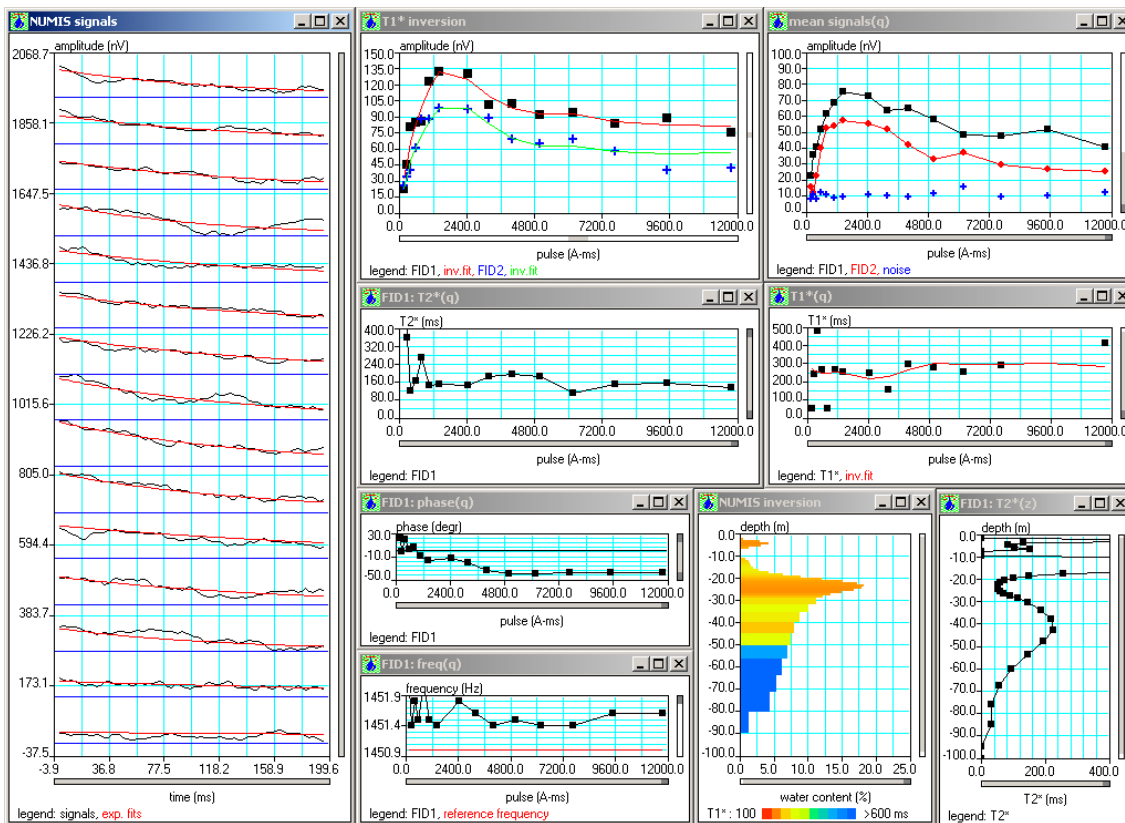 NUMIS signals
amplitude (nV)
2068.7
1858.1
1647.5
1436.8
1226.2
1015.6
805.0
594.4
383.7
173.1
-37.5
-3.9 36.8 77.5 118.2 158.9 199.6
time (ms)
legend: signals, exp. fits
T1* inversion
amplitude (nV)
150.0
135.0
120.0
105.0
90.0
75.0
60.0
45.0
30.0
15.0
0.0
0.0 2400.0 4800.0 7200.0 9600.0 12000.0
pulse (A-ms)
legend: FID1, inv.fit, FID2, inv.fit
mean signals(q)
amplitude (nV)
100.0
90.0
80.0
70.0
60.0
50.0
40.0
30.0
20.0
10.0
0.0
0.0 2400.0 4800.0 7200.0 9600.0 12000.0
pulse (A-ms)
legend: FID1, FID2, noise
FID1: T2*(q)
T2* (ms)
400.0
320.0
240.0
160.0
80.0
0.0
0.0 2400.0 4800.0 7200.0 9600.0 12000.0
pulse (A-ms)
legend: FID1
T1*(q)
T1* (ms)
500.0
400.0
300.0
200.0
100.0
0.0
0.0 2400.0 4800.0 7200.0 9600.0 12000.0
pulse (A-ms)
legend: T1*, inv.fit
FID1: phase(q)
phase (degr)
30.0
-10.0
-50.0
0.0 2400.0 4800.0 7200.0 9600.0 12000.0
pulse (A-ms)
legend: FID1
FID1: freq(q)
frequency (Hz)
1451.9
1451.4
1450.9
0.0 2400.0 4800.0 7200.0 9600.0 12000.0
pulse (A-ms)
legend: FID1, reference frequency
NUMIS inversion
depth (m)
0.0
-10.0
-20.0
-30.0
-40.0
-50.0
-60.0
-70.0
-80.0
-90.0
-100.0
0.0 5.0 10.0 15.0 20.0 25.0
water content (%)
T1* : 100 >600 ms
FID1: T2*(z)
depth (m)
0.0
-10.0
-20.0
-30.0
-40.0
-50.0
-60.0
-70.0
-80.0
-90.0
-100.0
0.0 200.0 400.0
T2* (ms)
legend: T2*